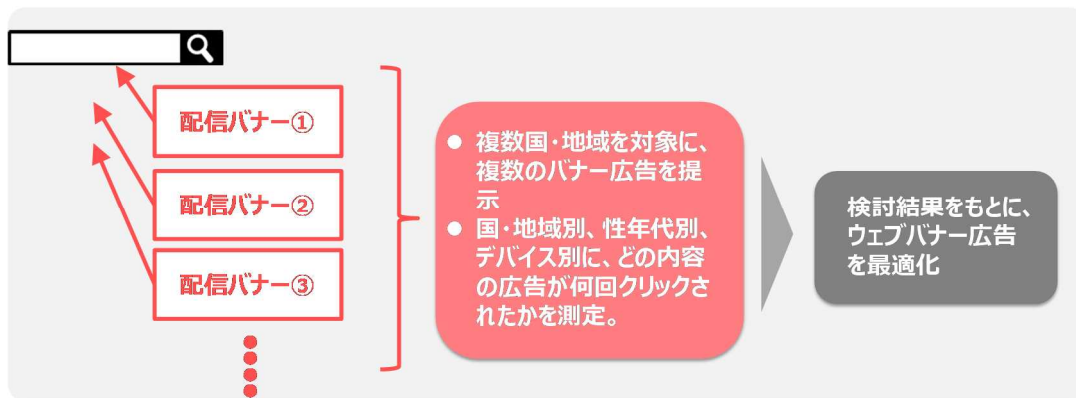 配信バナー①
配信バナー②
配信バナー③
● 複数国・地域を対象に、
複数のバナー広告を提
示
● 国・地域別、性年代別、
デバイス別に、どの内容
の広告が何回クリックさ
れたかを測定。
検討結果をもとに、
ウェブバナー広告
を最適化